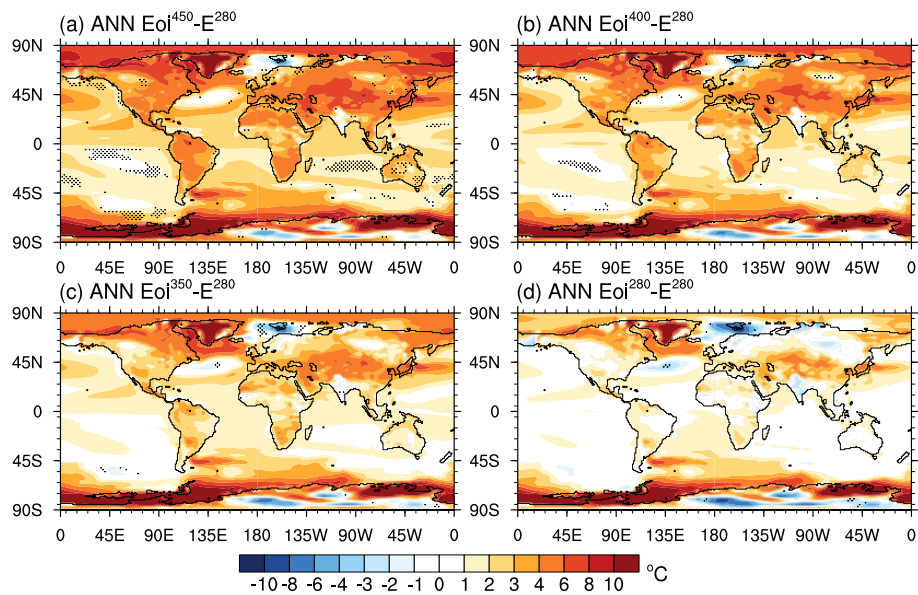 (a) ANN Eoi⁴⁵⁰-E²⁸⁰
(b) ANN Eoi⁴⁰⁰-E²⁸⁰
90N
45N
0
45S
90S
0 45E 90E 135E 180 135W 90W 45W 0
90N
45N
0
45S
90S
0 45E 90E 135E 180 135W 90W 45W 0
(c) ANN Eoi³⁵⁰-E²⁸⁰
(d) ANN Eoi²⁸⁰-E²⁸⁰
90N
45N
0
45S
90S
0 45E 90E 135E 180 135W 90W 45W 0
90N
45N
0
45S
90S
0 45E 90E 135E 180 135W 90W 45W 0
-10 -8 -6 -4 -3 -2 -1 0 1 2 3 4 6 8 10 °C